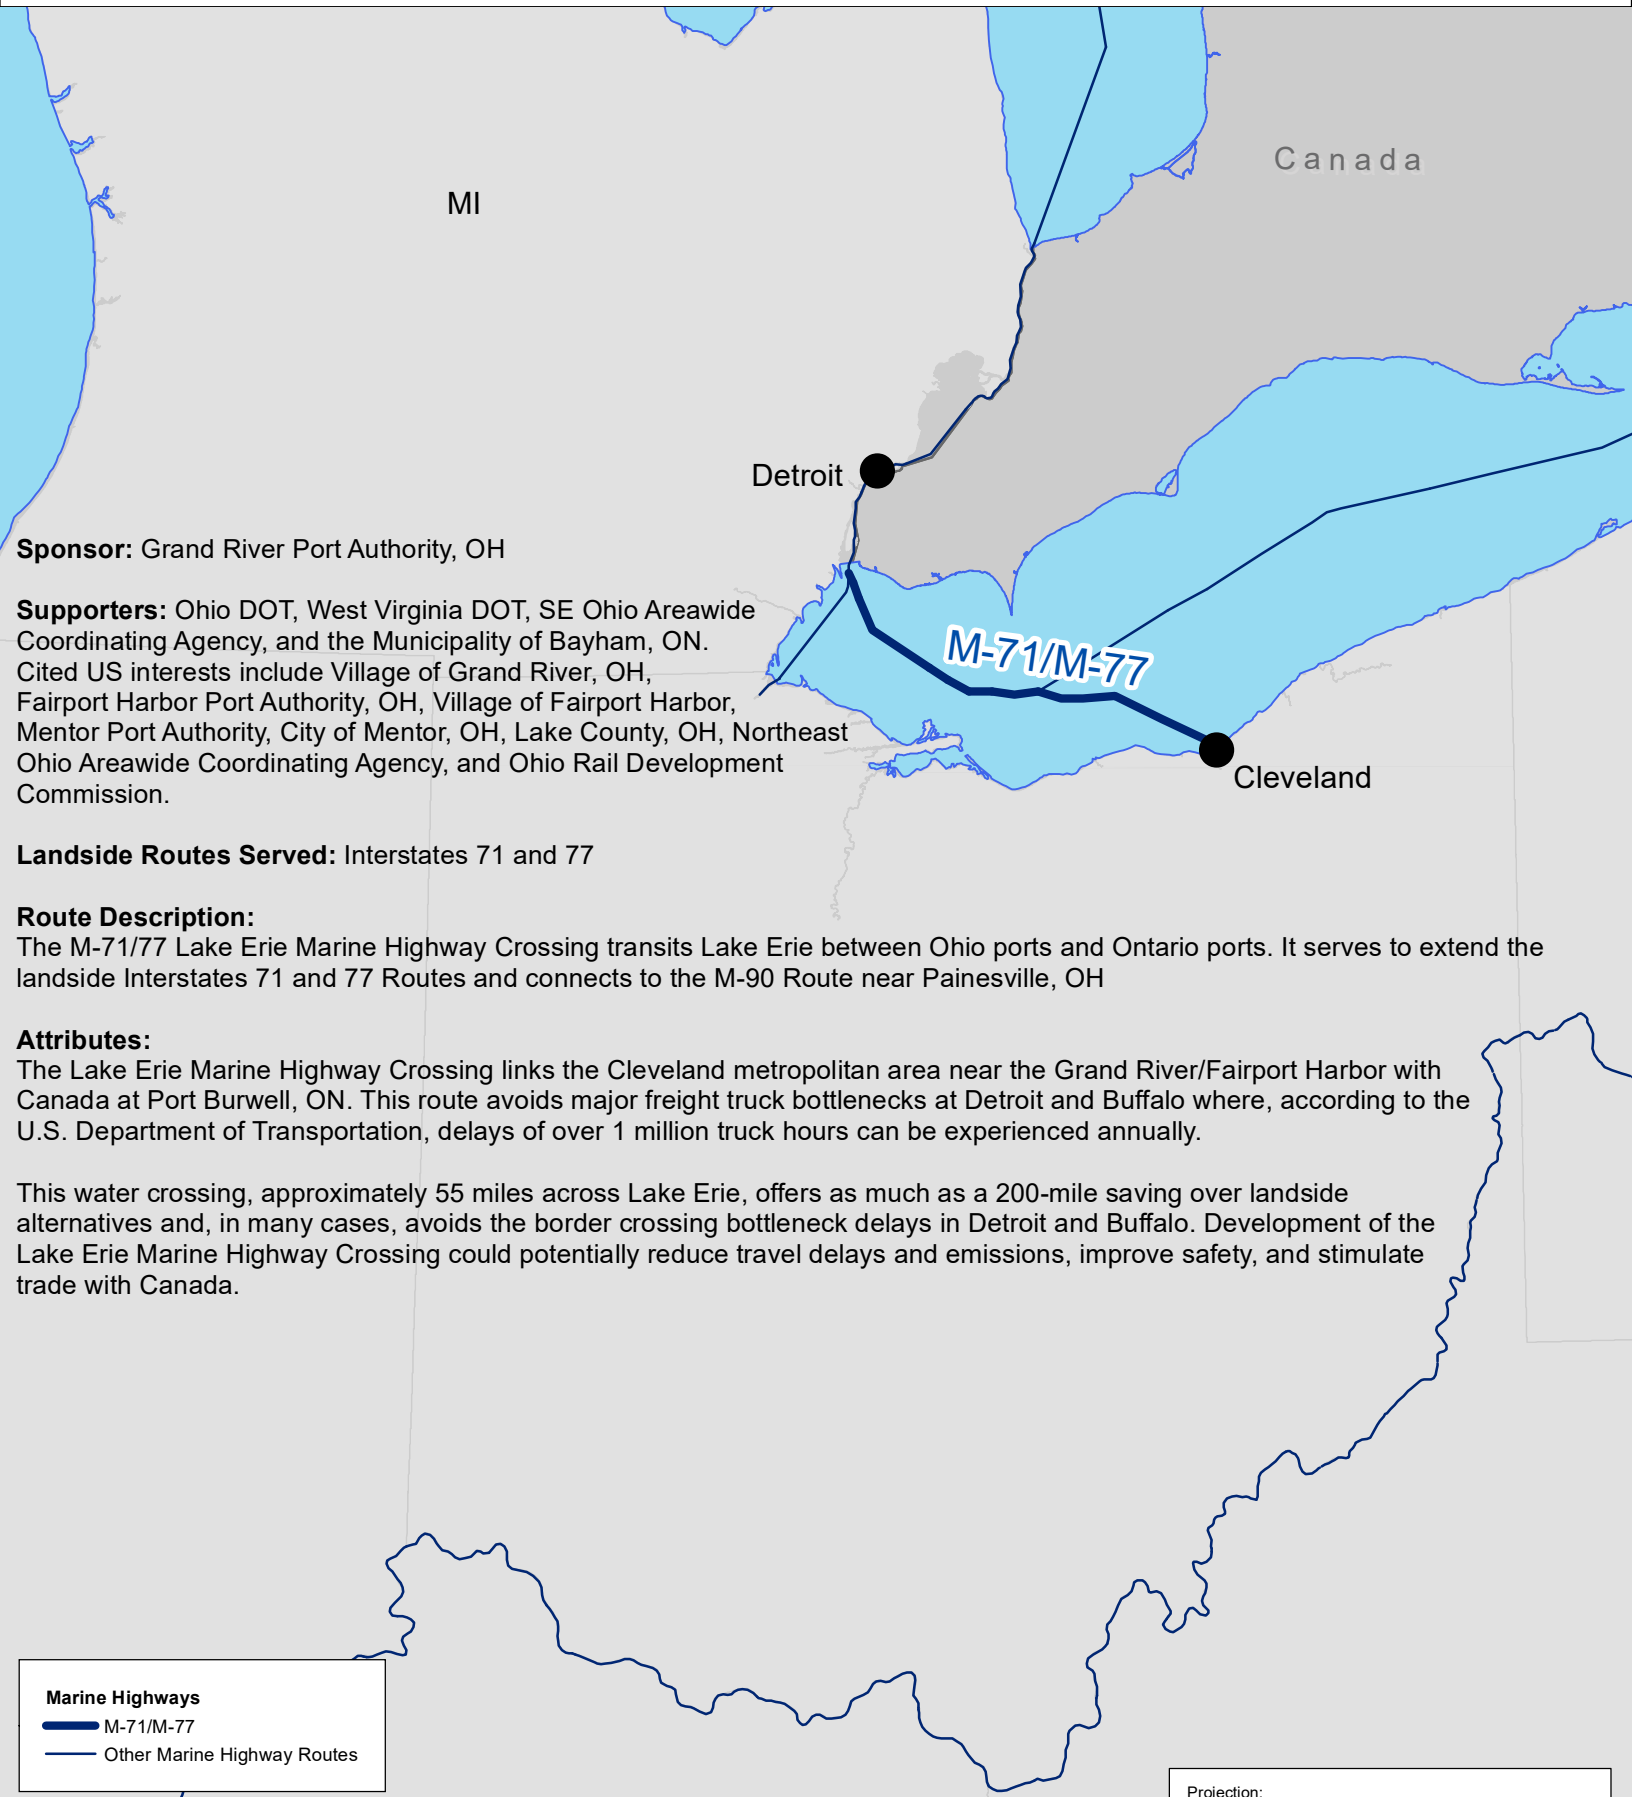 Canada
MI
Detroit
M-71/M-77
Cleveland
Sponsor: Grand River Port Authority, OH
Supporters: Ohio DOT, West Virginia DOT, SE Ohio Areawide
Coordinating Agency, and the Municipality of Bayham, ON.
Cited US interests include Village of Grand River, OH,
Fairport Harbor Port Authority, OH, Village of Fairport Harbor,
Mentor Port Authority, City of Mentor, OH, Lake County, OH, Northeast
Ohio Areawide Coordinating Agency, and Ohio Rail Development
Commission.
Landside Routes Served: Interstates 71 and 77
Route Description:
The M-71/77 Lake Erie Marine Highway Crossing transits Lake Erie between Ohio ports and Ontario ports. It serves to extend the
landside Interstates 71 and 77 Routes and connects to the M-90 Route near Painesville, OH
Attributes:
The Lake Erie Marine Highway Crossing links the Cleveland metropolitan area near the Grand River/Fairport Harbor with
Canada at Port Burwell, ON. This route avoids major freight truck bottlenecks at Detroit and Buffalo where, according to the
U.S. Department of Transportation, delays of over 1 million truck hours can be experienced annually.
This water crossing, approximately 55 miles across Lake Erie, offers as much as a 200-mile saving over landside
alternatives and, in many cases, avoids the border crossing bottleneck delays in Detroit and Buffalo. Development of the
Lake Erie Marine Highway Crossing could potentially reduce travel delays and emissions, improve safety, and stimulate
trade with Canada.
Marine Highways
M-71/M-77
Other Marine Highway Routes
Projection: